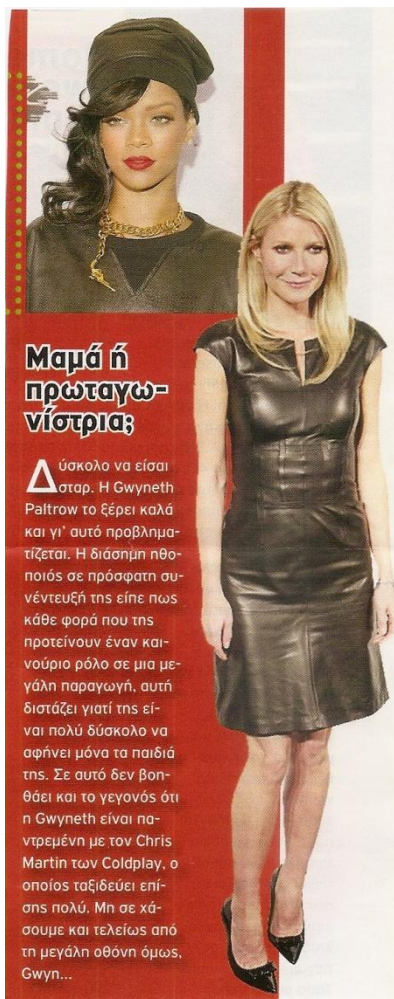 Μαμά ή
πρωταγω-
νίστρια;
Δύσκολο να είσαι
σταρ. Η Gwyneth
Paltrow το ξέρει καλά
και γι' αυτό προβλημα-
τίζεται. Η διάσημη ηθο-
ποιός σε πρόσφατη συ-
νέντευξή της είπε πως
κάθε φορά που της
προτείνουν έναν και-
νούριο ρόλο σε μια με-
γάλη παραγωγή, αυτή
διστάζει γιατί της εί-
ναι πολύ δύσκολο να
αφήνει μόνα τα παιδιά
της. Σε αυτό δεν βοη-
θάει και το γεγονός ότι
η Gwyneth είναι πα-
ντρεμένη με τον Chris
Martin των Coldplay, ο
οποίος ταξιδεύει επί-
σης πολύ. Μη σε χά-
σουμε και τελείως από
τη μεγάλη οθόνη όμως,
Gwyn...